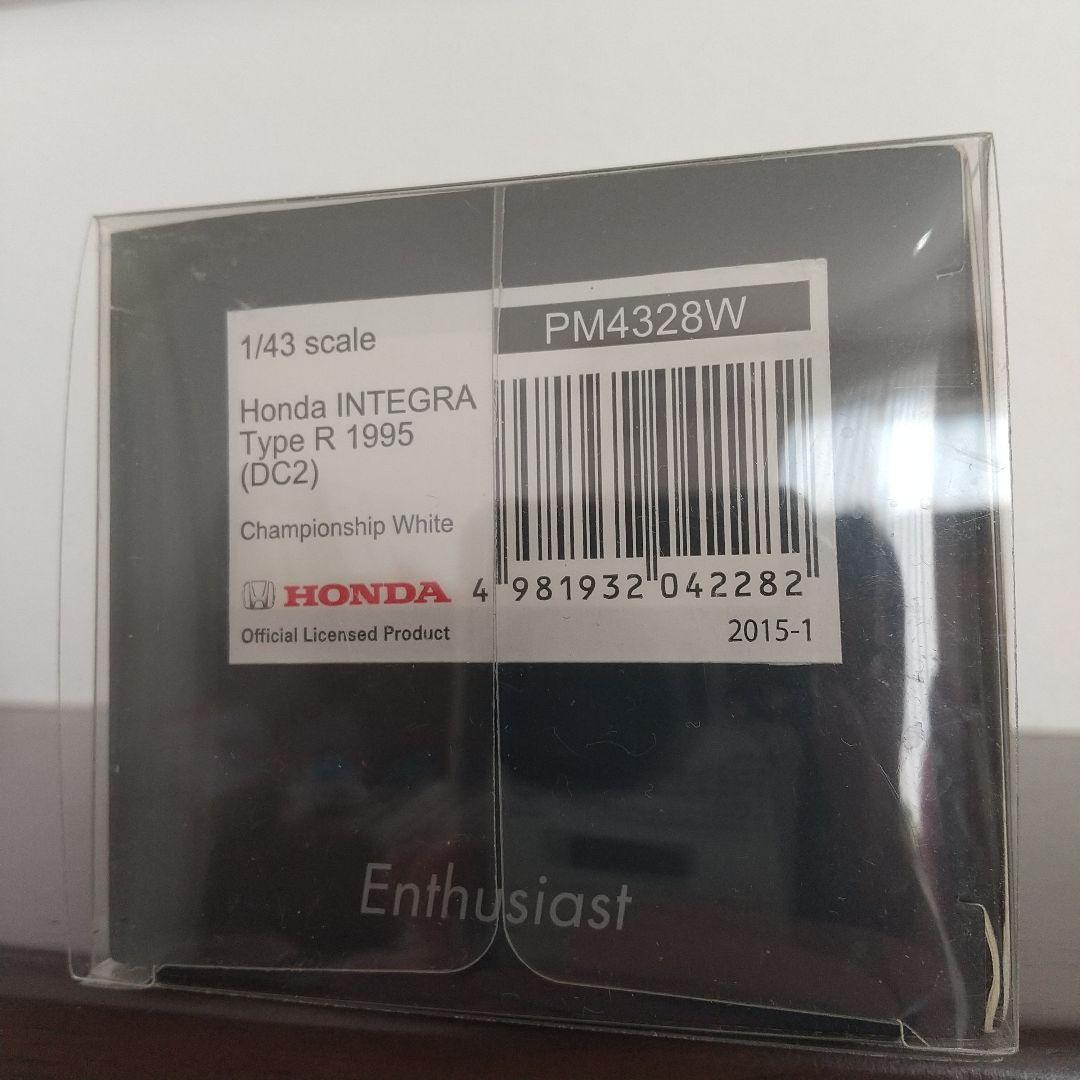 1/43 scale
PM4328W
Honda INTEGRA
Type R 1995
(DC2)
Championship White
HONDA
Official Licensed Product
4 981932 042282
2015-1
Enthusiast